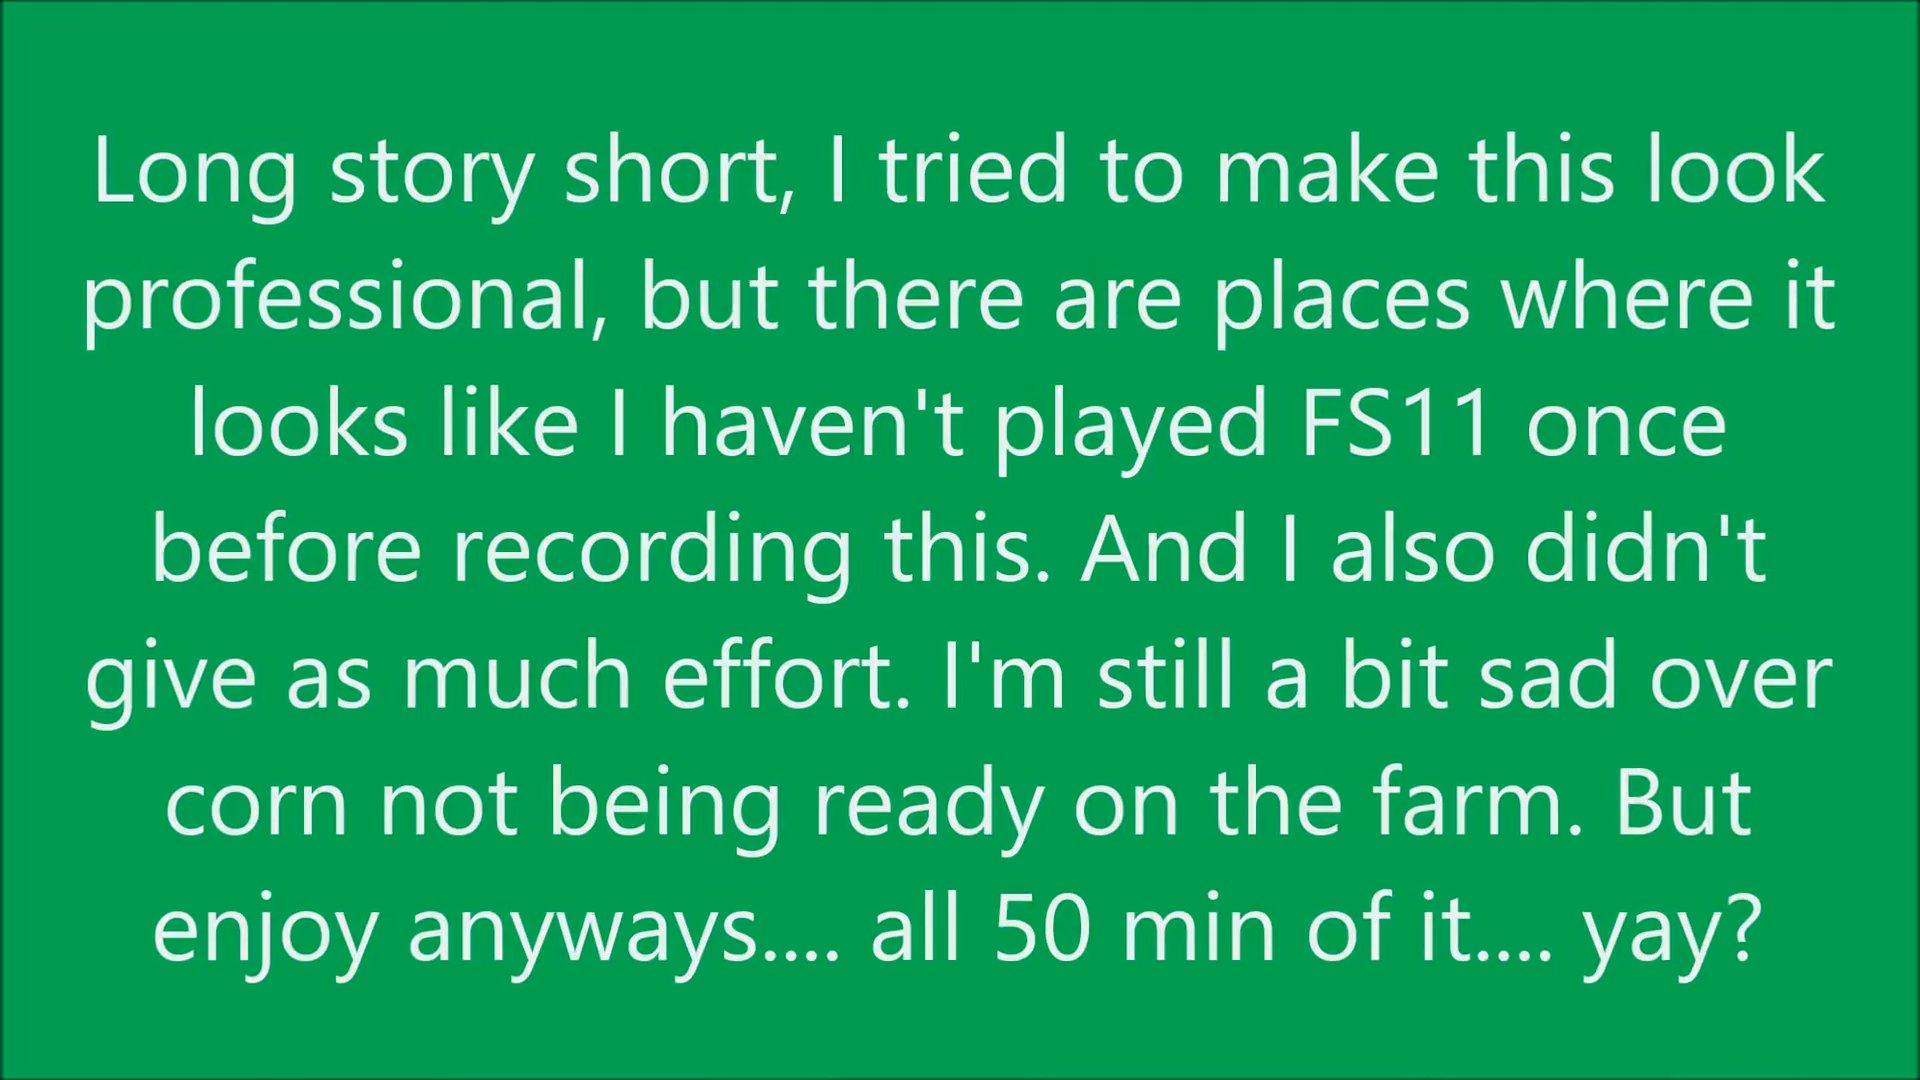 Long story short, I tried to make this look
professional, but there are places where it
looks like I haven't played FS11 once
before recording this. And I also didn't
give as much effort. I'm still a bit sad over
corn not being ready on the farm. But
enjoy anyways.... all 50 min of it.... yay?